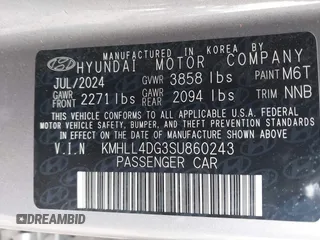 MANUFACTURED IN KOREA BY
HYUNDAI MOTOR COMPANY
JUL/2024 GVWR 3858 lbs PAINT M6T
GAWR FRONT 2271 lbs GAWR REAR 2094 lbs TRIM NNB
THIS VEHICLE CONFORMS TO ALL APPLICABLE U.S.A FEDERAL
MOTOR VEHICLE SAFETY, BUMPER, AND THEFT PREVENTION
STANDARDS IN EFFECT ON THE DATE OF MANUFACTURE SHOWN ABOVE.
V.I.N KMHLL4DG3SU860243
PASSENGER CAR
DREAMBID